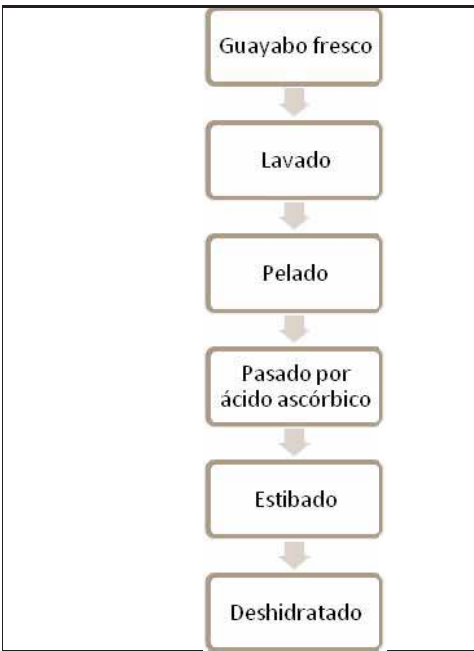 Guayabo fresco
Lavado
Pelado
Pasado por
ácido ascórbico
Estibado
Deshidratado